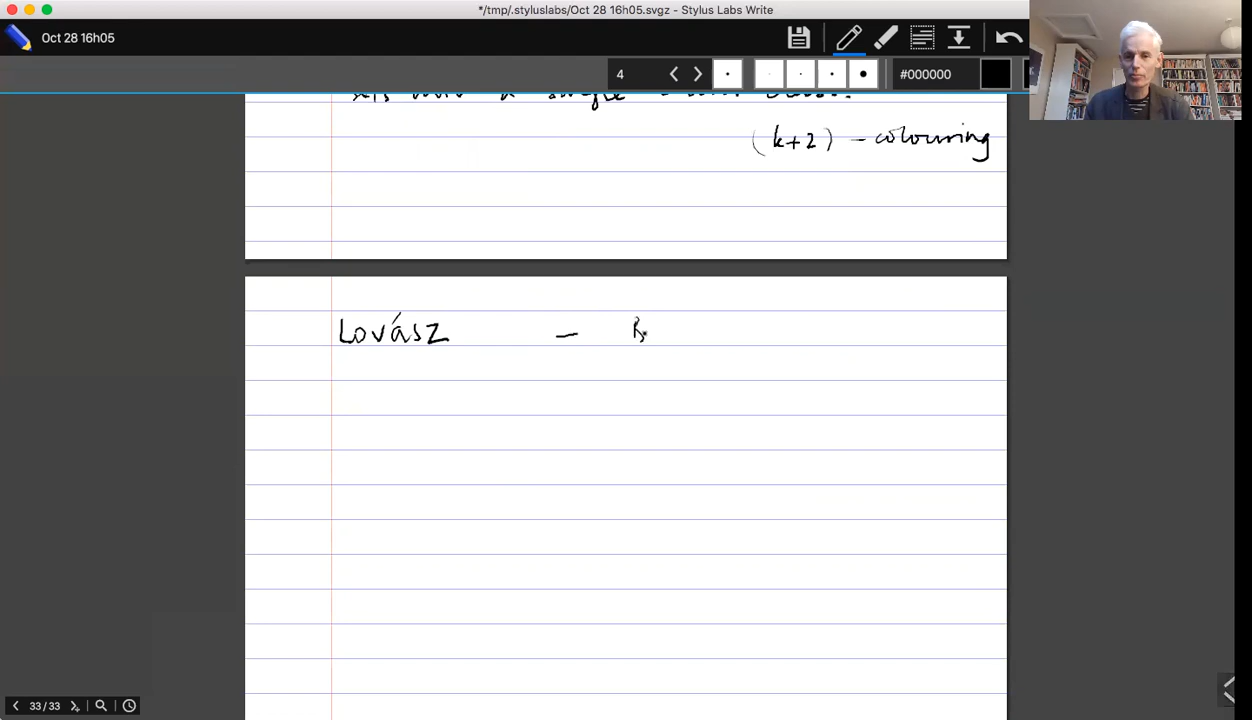 */tmp/.styluslabs/Oct 28 16h05.svgz - Stylus Labs Write
Oct 28 16h05
4
#000000
a single
(k+2) - colouring
Lovász -
33/33